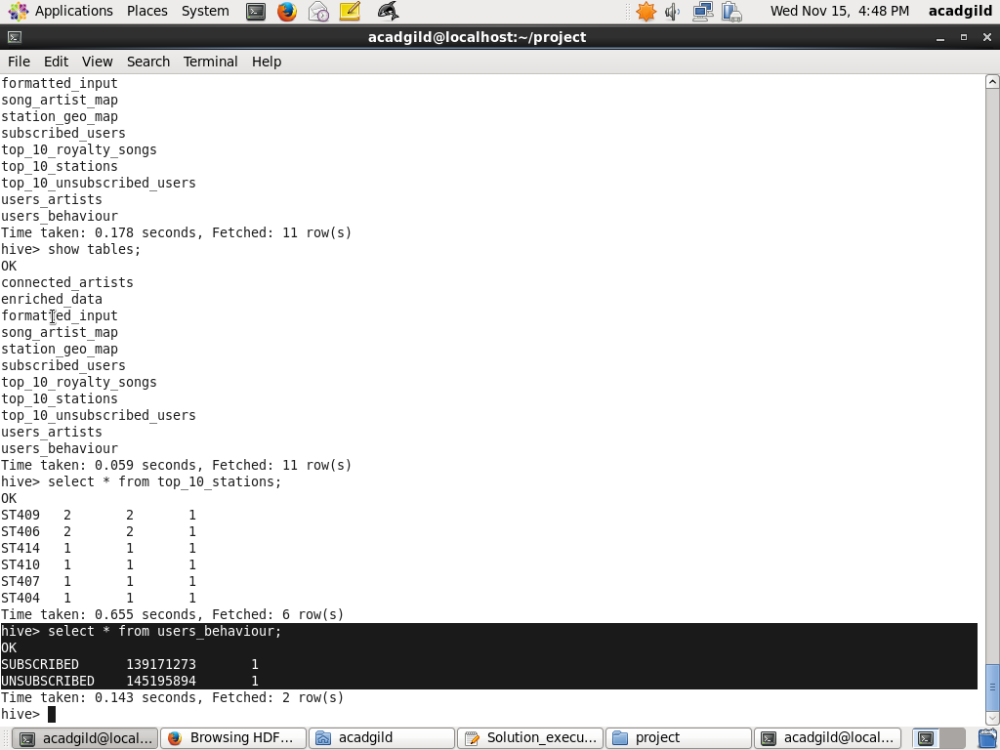 Applications Places System Wed Nov 15, 4:48 PM acadgild
acadgild@localhost:~/project
File Edit View Search Terminal Help
formatted_input
song_artist_map
station_geo_map
subscribed_users
top_10_royalty_songs
top_10_stations
top_10_unsubscribed_users
users_artists
users_behaviour
Time taken: 0.178 seconds, Fetched: 11 row(s)
hive> show tables;
OK
connected_artists
enriched_data
formatted_input
song_artist_map
station_geo_map
subscribed_users
top_10_royalty_songs
top_10_stations
top_10_unsubscribed_users
users_artists
users_behaviour
Time taken: 0.059 seconds, Fetched: 11 row(s)
hive> select * from top_10_stations;
OK
ST409 2 2 1
ST406 2 2 1
ST414 1 1 1
ST410 1 1 1
ST407 1 1 1
ST404 1 1 1
Time taken: 0.655 seconds, Fetched: 6 row(s)
hive> select * from users_behaviour;
OK
SUBSCRIBED 139171273 1
UNSUBSCRIBED 145195894 1
Time taken: 0.143 seconds, Fetched: 2 row(s)
hive>
acadgild@local... Browsing HDF... acadgild Solution_execu... project acadgild@local...